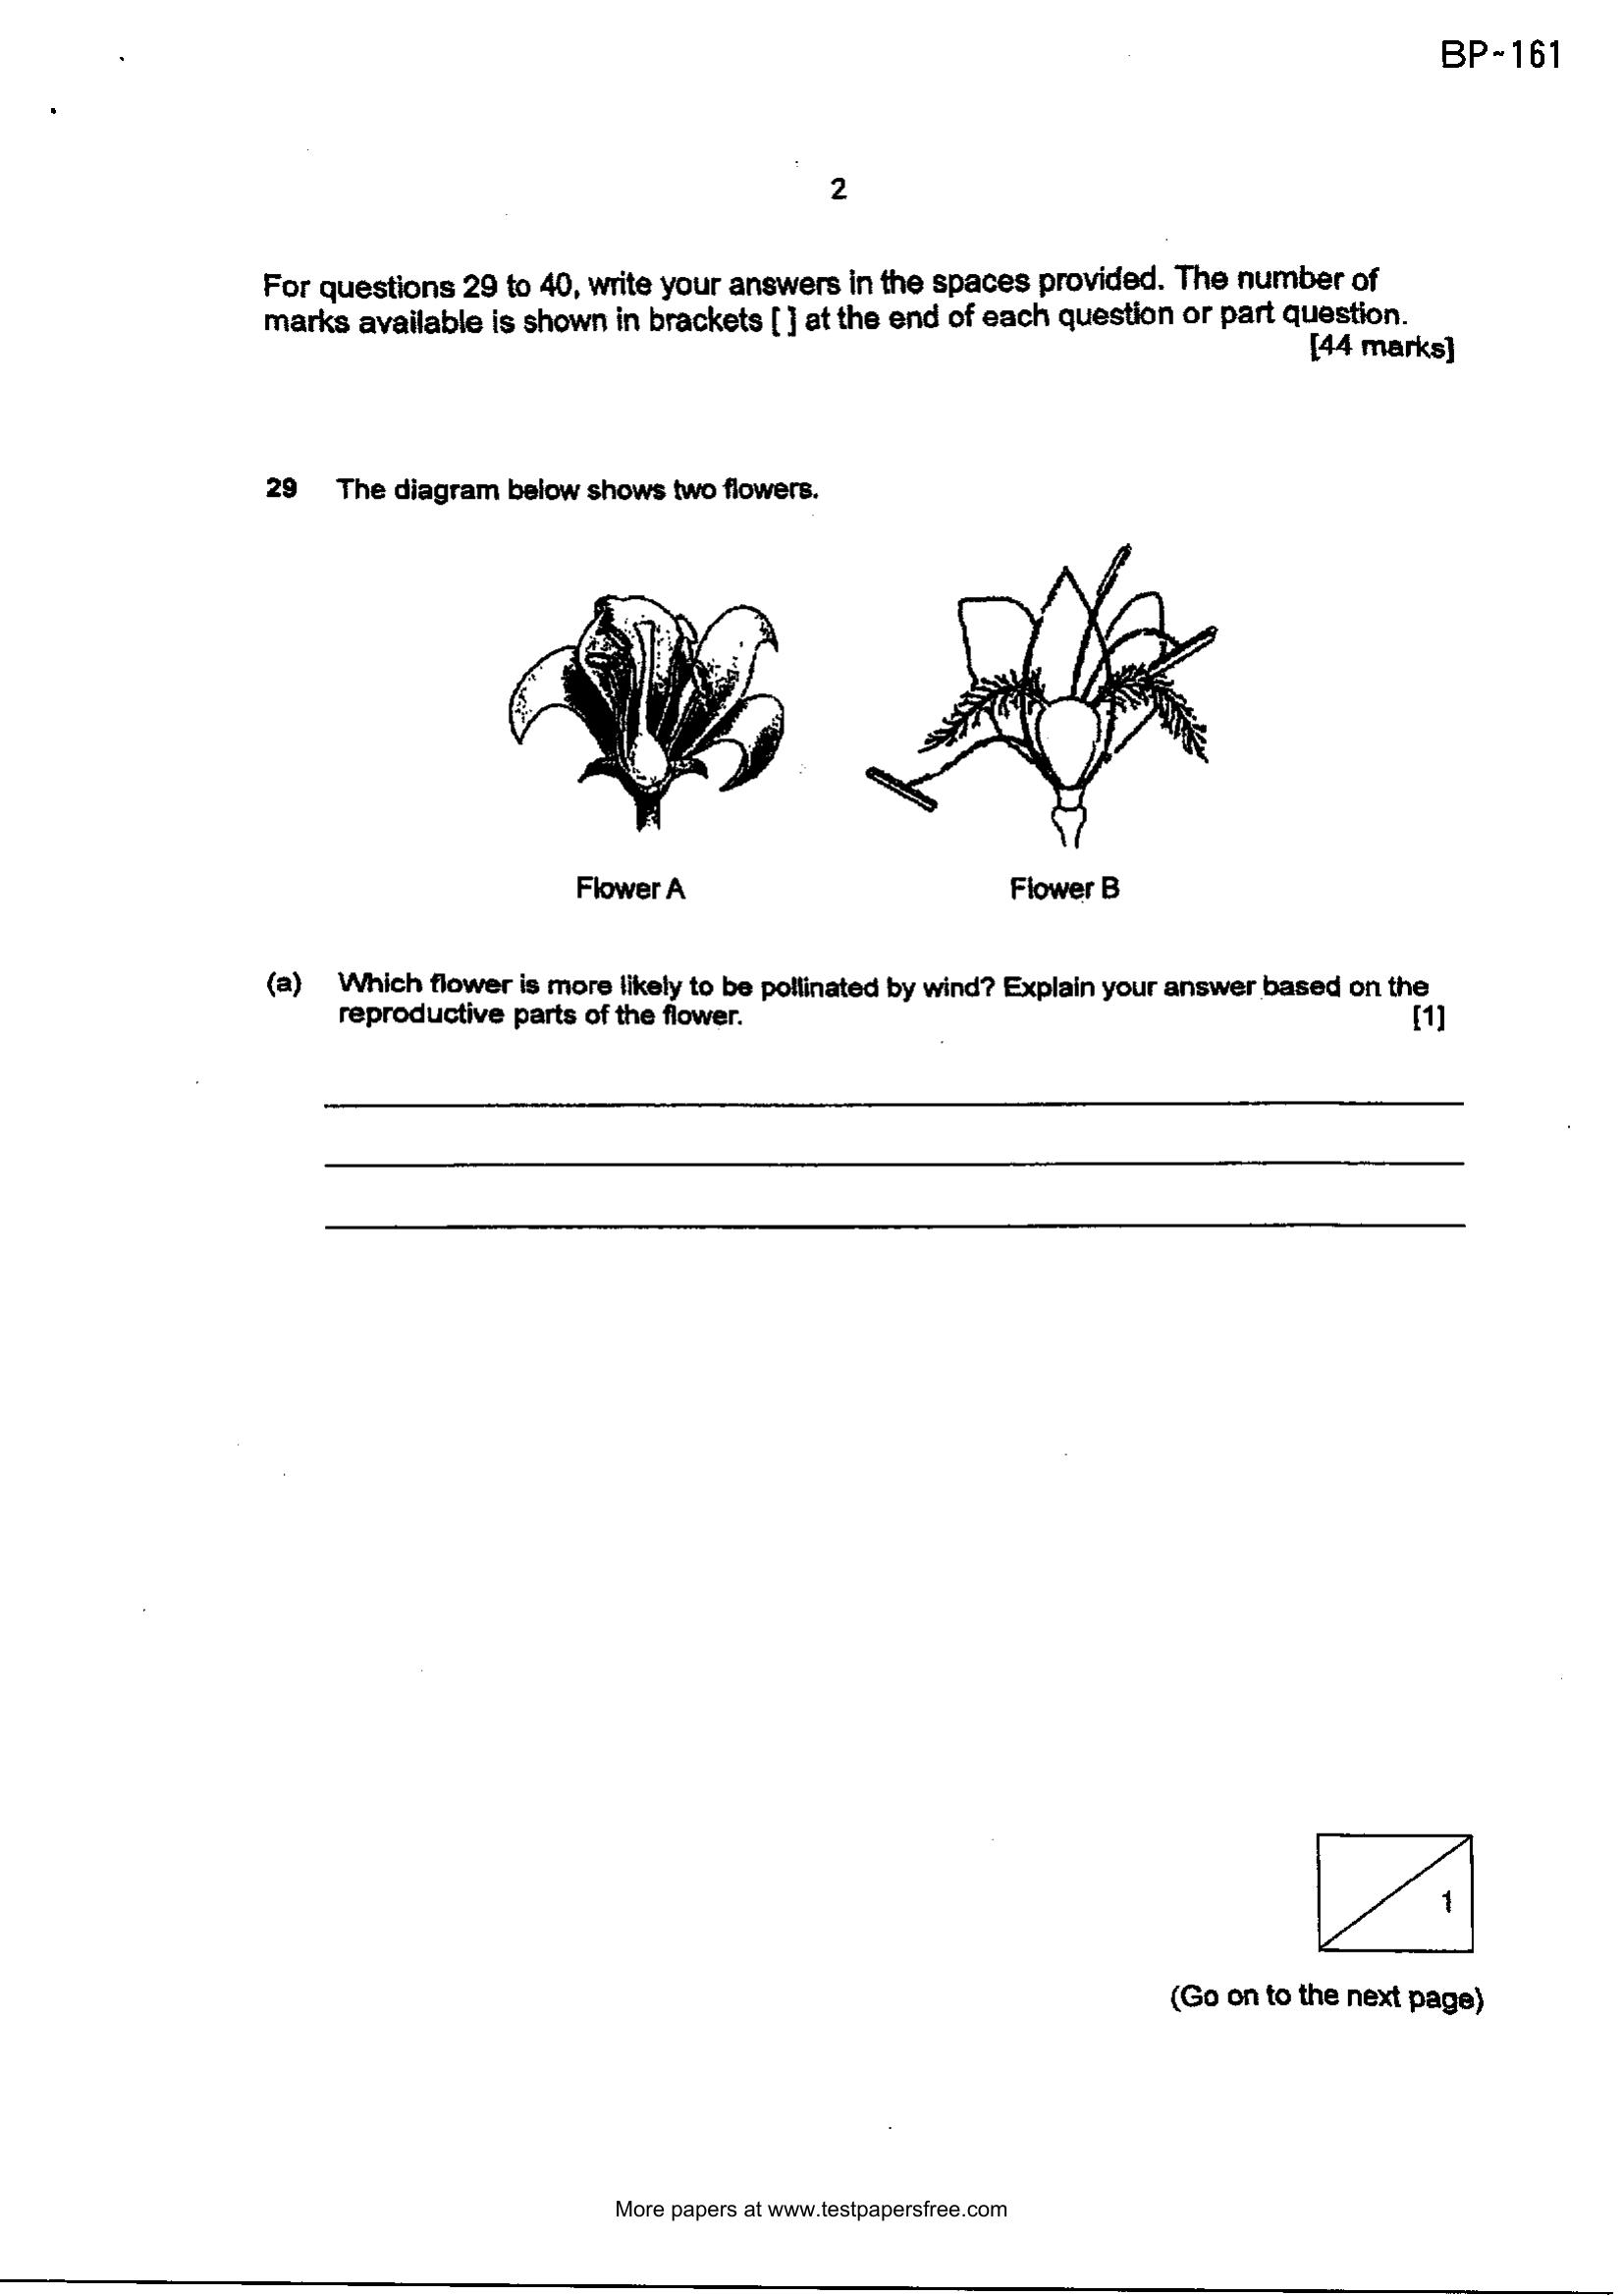 BP-161
2
For questions 29 to 40, write your answers in the spaces provided. The number of
marks available is shown in brackets [ ] at the end of each question or part question.
[44 marks]
29 The diagram below shows two flowers.
Flower A Flower B
(a) Which flower is more likely to be pollinated by wind? Explain your answer based on the
reproductive parts of the flower. [1]
1
(Go on to the next page)
More papers at www.testpapersfree.com